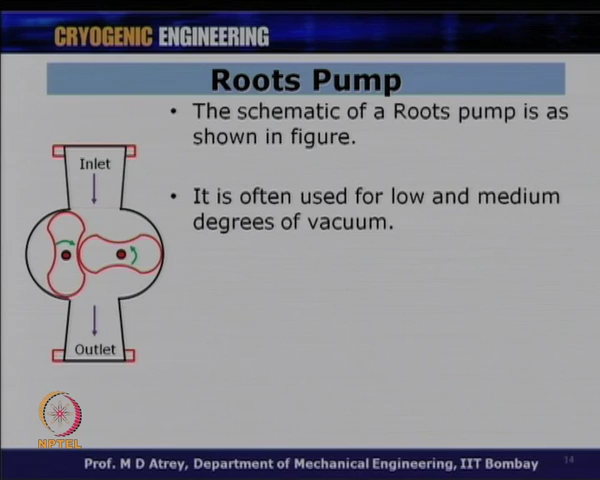 CRYOGENIC ENGINEERING
Roots Pump
• The schematic of a Roots pump is as
shown in figure.
• It is often used for low and medium
degrees of vacuum.
Inlet
Outlet
NPTEL
Prof. M D Atrey, Department of Mechanical Engineering, IIT Bombay
14